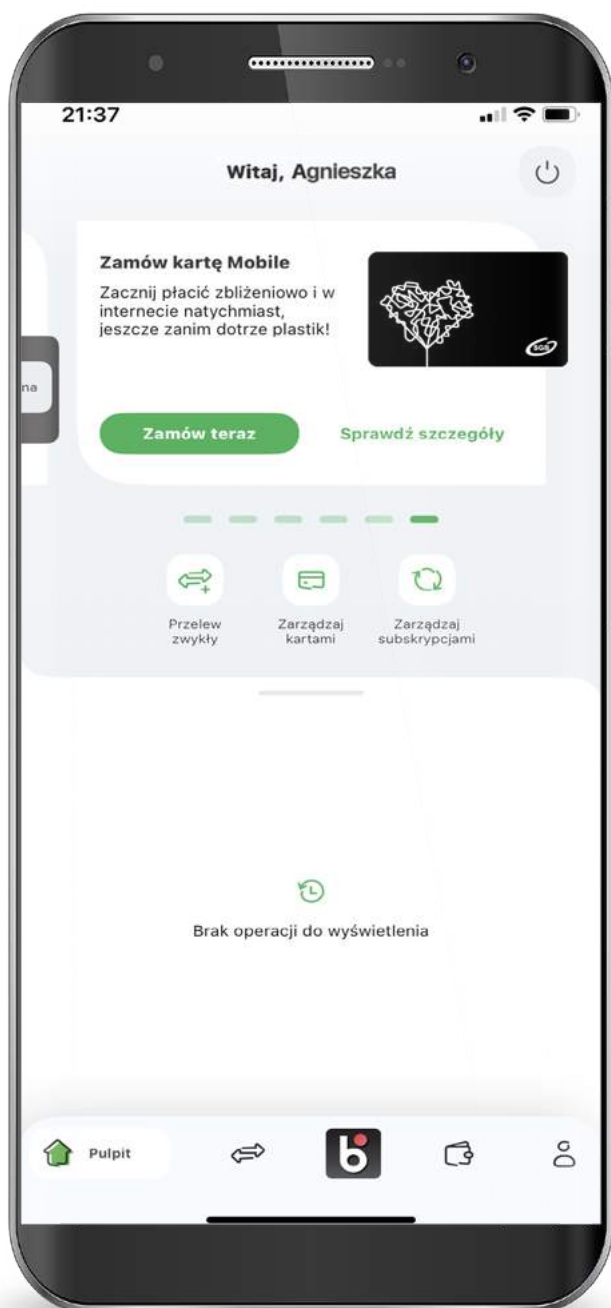 21:37
Witaj, Agnieszka
Zamów kartę Mobile
Zacznij płacić zbliżeniowo i w
internecie natychmiast,
jeszcze zanim dotrze plastik!
SGB
na
Zamów teraz
Sprawdź szczegóły
Przelew
zwykły
Zarządzaj
kartami
Zarządzaj
subskrypcjami
Brak operacji do wyświetlenia
Pulpit
b